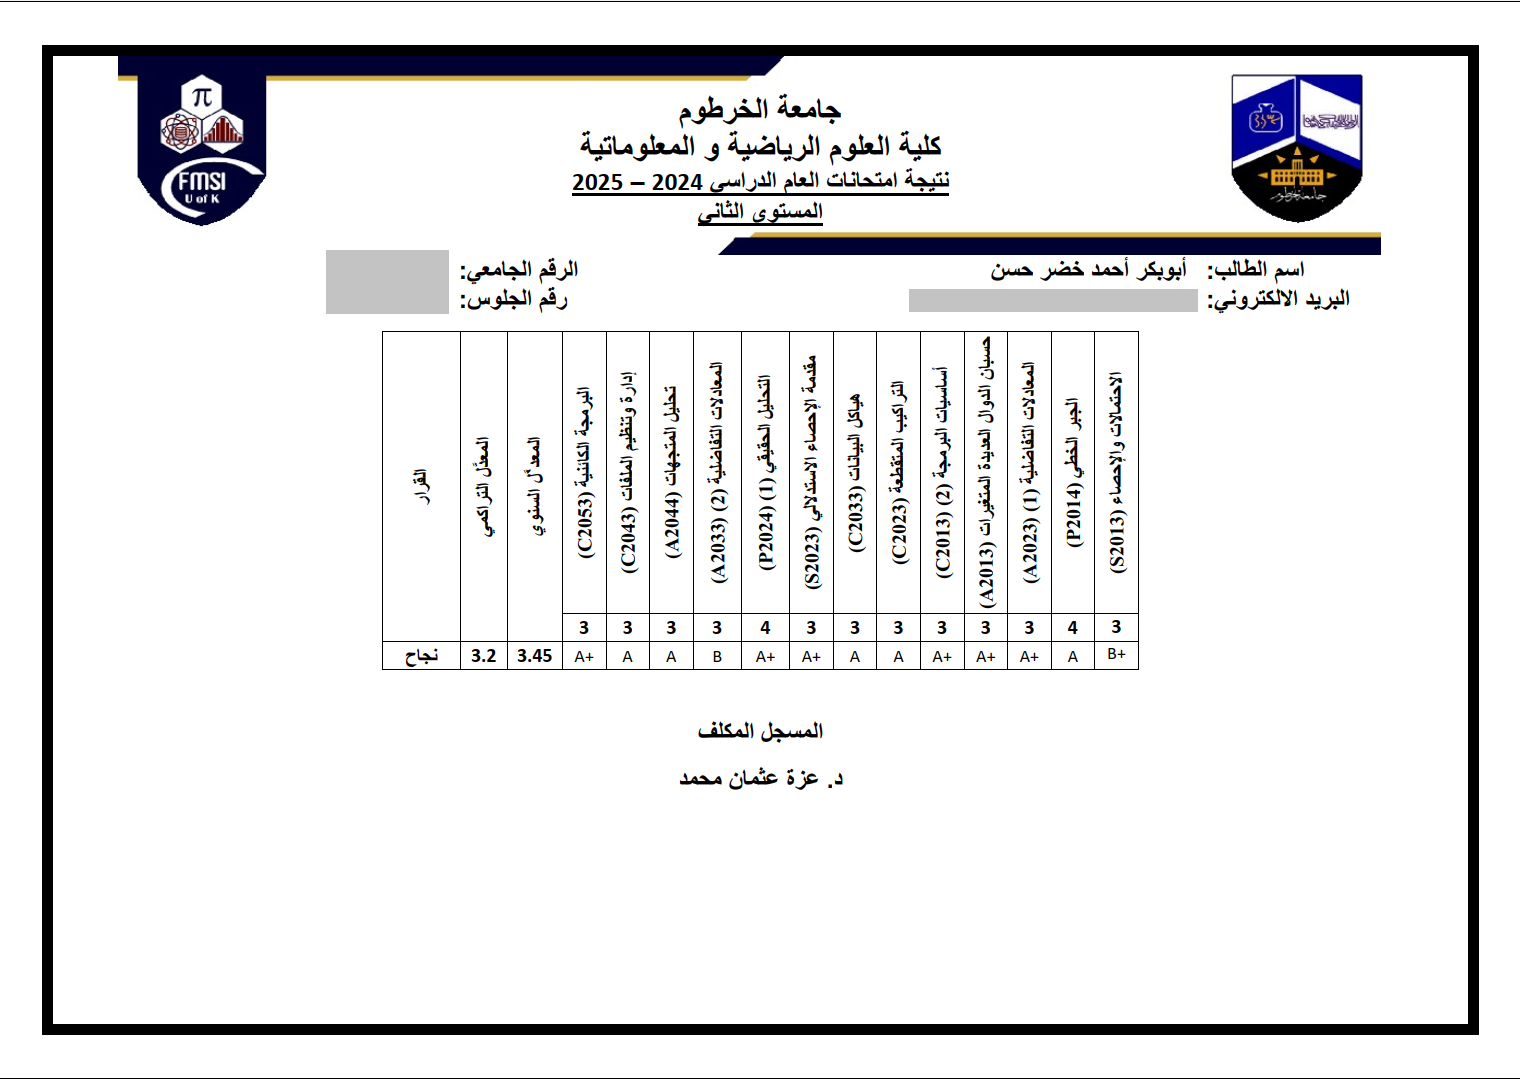 π
FMSI
U of K
جامعة الخرطوم
كلية العلوم الرياضية و المعلوماتية
نتيجة امتحانات العام الدراسي 2024 – 2025
المستوى الثاني
جامعة الخرطوم
اسم الطالب: أبوبكر أحمد خضر حسن
الرقم الجامعي:
البريد الالكتروني:
رقم الجلوس:
الاحتمالات والإحصاء (S2013)
الجبر الخطي (P2014)
المعادلات التفاضلية (1) (A2023)
حسبان الدوال العديدة المتغيرات (A2013)
أساسيات البرمجة (2) (C2013)
التراكيب المتقطعة (C2023)
هياكل البيانات (C2033)
مقدمة الإحصاء الاستدلالي (S2023)
التحليل الحقيقي (1) (P2024)
المعادلات التفاضلية (2) (A2033)
تحليل المتجهات (A2044)
إدارة وتنظيم الملفات (C2043)
البرمجة الكائنية (C2053)
المعدّل السنوي
المعدّل التراكمي
القرار
3 4 3 3 3 3 3 3 4 3 3 3 3
B+ A A+ A+ A+ A A A+ A+ B A A A+ 3.45 3.2 نجاح
المسجل المكلف
د. عزة عثمان محمد